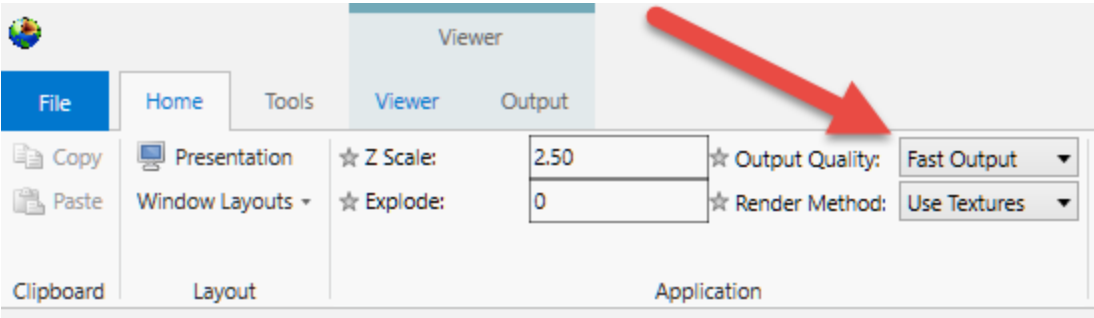 Viewer
File Home Tools Viewer Output
Copy Presentation Z Scale: 2.50 Output Quality: Fast Output
Paste Window Layouts Explode: 0 Render Method: Use Textures
Clipboard Layout Application